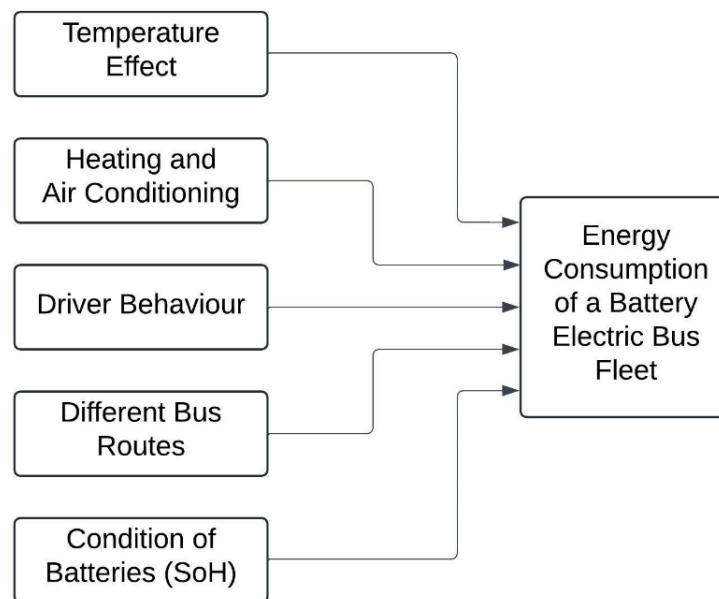 Temperature
Effect
Heating and
Air Conditioning
Driver Behaviour
Different Bus
Routes
Condition of
Batteries (SoH)
Energy
Consumption
of a Battery
Electric Bus
Fleet